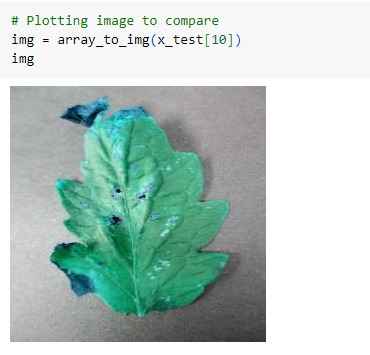 # Plotting image to compare
img = array_to_img(x_test[10])
img